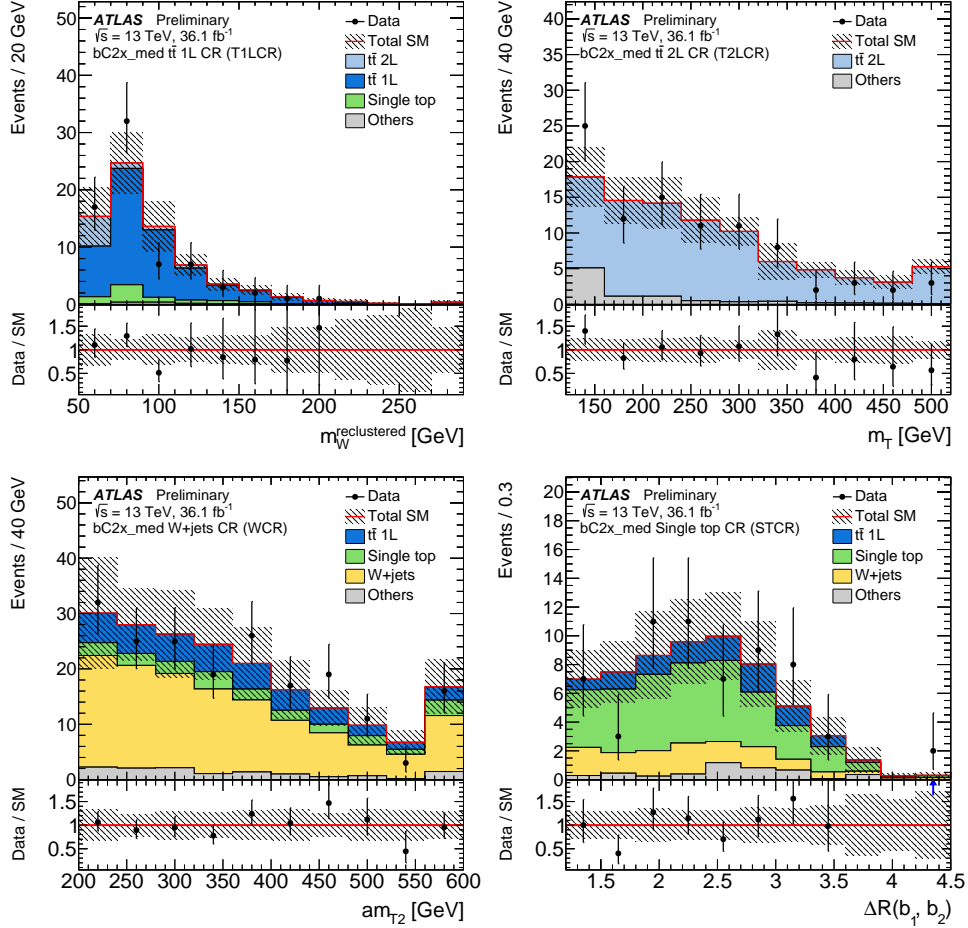 ATLAS Preliminary
√s = 13 TeV, 36.1 fb⁻¹
bC2x_med tt̄ 1L CR (T1LCR)
Data
Total SM
tt̄ 2L
tt̄ 1L
Single top
Others
Events / 20 GeV
50
40
30
20
10
0
Data / SM
1.5
1
0.5
50 100 150 200 250
m_W^reclustered [GeV]
ATLAS Preliminary
√s = 13 TeV, 36.1 fb⁻¹
bC2x_med tt̄ 2L CR (T2LCR)
Data
Total SM
tt̄ 2L
Others
Events / 40 GeV
40
35
30
25
20
15
10
5
0
Data / SM
1.5
1
0.5
150 200 250 300 350 400 450 500
m_T [GeV]
ATLAS Preliminary
√s = 13 TeV, 36.1 fb⁻¹
bC2x_med W+jets CR (WCR)
Data
Total SM
tt̄ 1L
Single top
W+jets
Others
Events / 40 GeV
50
40
30
20
10
0
Data / SM
1.5
1
0.5
200 250 300 350 400 450 500 550 600
am_T2 [GeV]
ATLAS Preliminary
√s = 13 TeV, 36.1 fb⁻¹
bC2x_med Single top CR (STCR)
Data
Total SM
tt̄ 1L
Single top
W+jets
Others
Events / 0.3
20
18
16
14
12
10
8
6
4
2
0
Data / SM
1.5
1
0.5
1.5 2 2.5 3 3.5 4 4.5
ΔR(b₁, b₂)